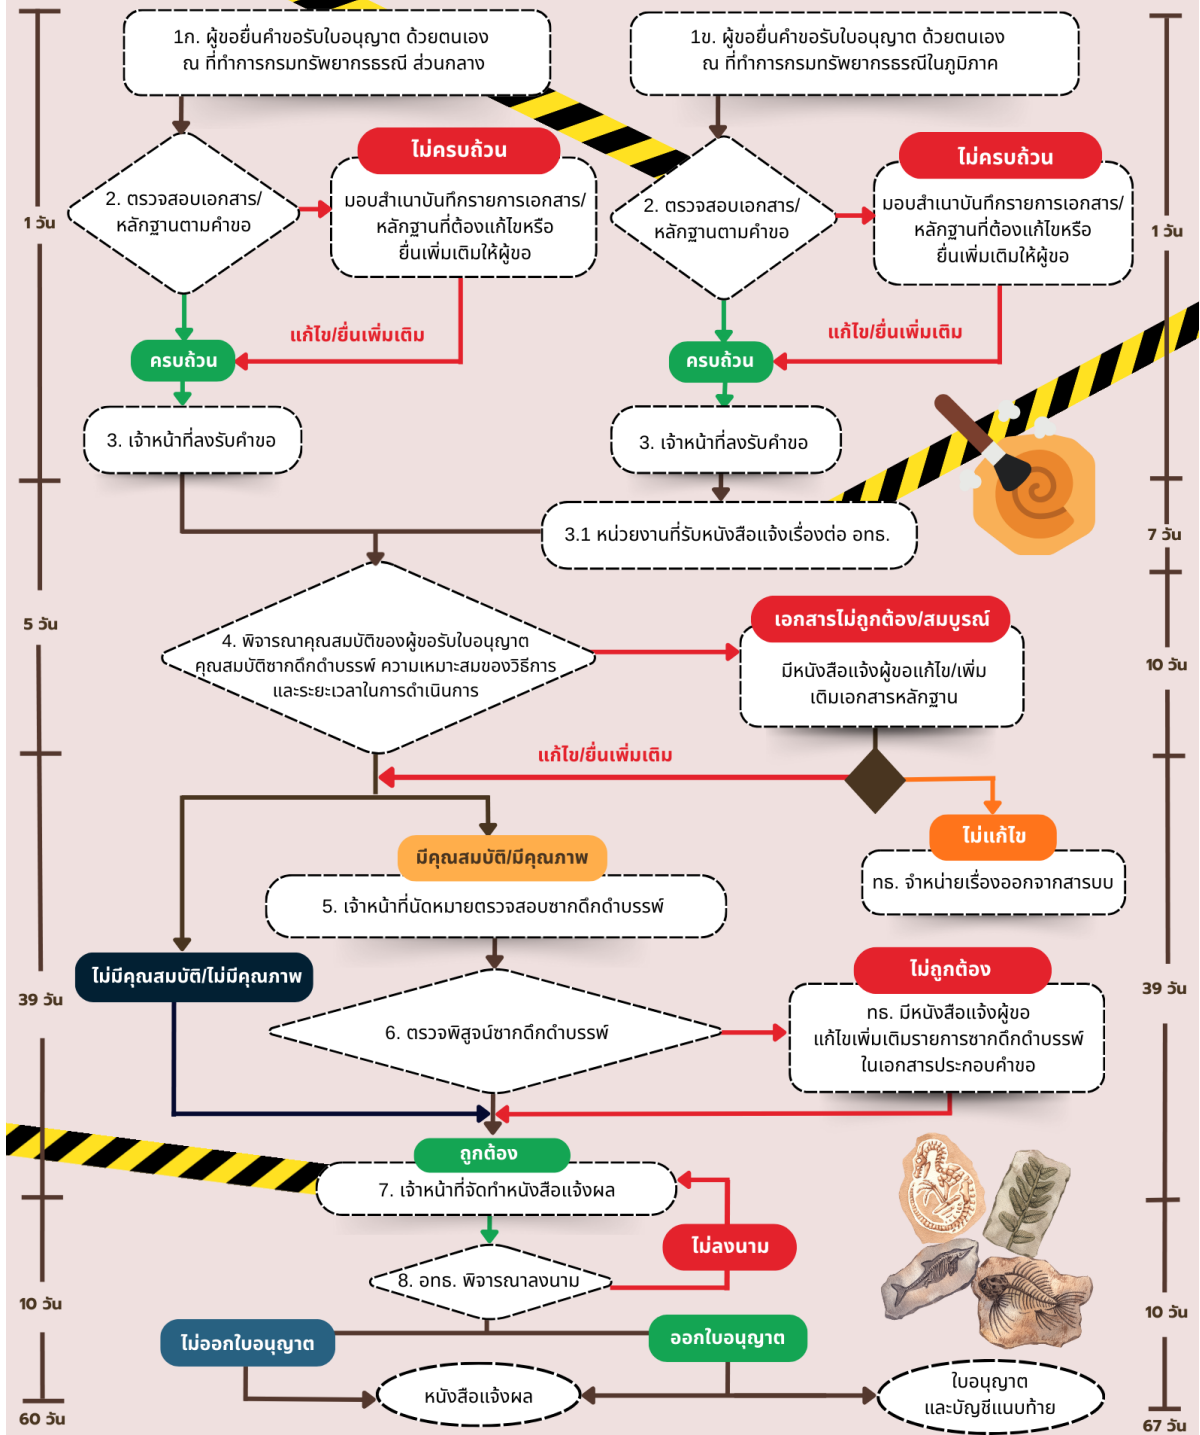 1ก. ผู้ขอยื่นคำขอรับใบอนุญาต ด้วยตนเอง
ณ ที่ทำการกรมทรัพยากรธรณี ส่วนกลาง
1ข. ผู้ขอยื่นคำขอรับใบอนุญาต ด้วยตนเอง
ณ ที่ทำการกรมทรัพยากรธรณีในภูมิภาค
2. ตรวจสอบเอกสาร/
หลักฐานตามคำขอ
ไม่ครบถ้วน
มอบสำเนาบันทึกรายการเอกสาร/
หลักฐานที่ต้องแก้ไขหรือ
ยื่นเพิ่มเติมให้ผู้ขอ
2. ตรวจสอบเอกสาร/
หลักฐานตามคำขอ
ไม่ครบถ้วน
มอบสำเนาบันทึกรายการเอกสาร/
หลักฐานที่ต้องแก้ไขหรือ
ยื่นเพิ่มเติมให้ผู้ขอ
1 วัน
1 วัน
แก้ไข/ยื่นเพิ่มเติม
ครบถ้วน
แก้ไข/ยื่นเพิ่มเติม
ครบถ้วน
3. เจ้าหน้าที่ลงรับคำขอ
3. เจ้าหน้าที่ลงรับคำขอ
3.1 หน่วยงานที่รับหนังสือแจ้งเรื่องต่อ อทธ.
7 วัน
5 วัน
4. พิจารณาคุณสมบัติของผู้ขอรับใบอนุญาต
คุณสมบัติซากดึกดำบรรพ์ ความเหมาะสมของวิธีการ
และระยะเวลาในการดำเนินการ
เอกสารไม่ถูกต้อง/สมบูรณ์
มีหนังสือแจ้งผู้ขอแก้ไข/เพิ่ม
เติมเอกสารหลักฐาน
10 วัน
แก้ไข/ยื่นเพิ่มเติม
ไม่แก้ไข
ทธ. จำหน่ายเรื่องออกจากสารบบ
มีคุณสมบัติ/มีคุณภาพ
5. เจ้าหน้าที่นัดหมายตรวจสอบซากดึกดำบรรพ์
ไม่มีคุณสมบัติ/ไม่มีคุณภาพ
39 วัน
39 วัน
6. ตรวจพิสูจน์ซากดึกดำบรรพ์
ไม่ถูกต้อง
ทธ. มีหนังสือแจ้งผู้ขอ
แก้ไขเพิ่มเติมรายการซากดึกดำบรรพ์
ในเอกสารประกอบคำขอ
ถูกต้อง
7. เจ้าหน้าที่จัดทำหนังสือแจ้งผล
ไม่ลงนาม
8. อทธ. พิจารณาลงนาม
10 วัน
10 วัน
ไม่ออกใบอนุญาต
ออกใบอนุญาต
หนังสือแจ้งผล
ใบอนุญาต
และบัญชีแนบท้าย
60 วัน
67 วัน